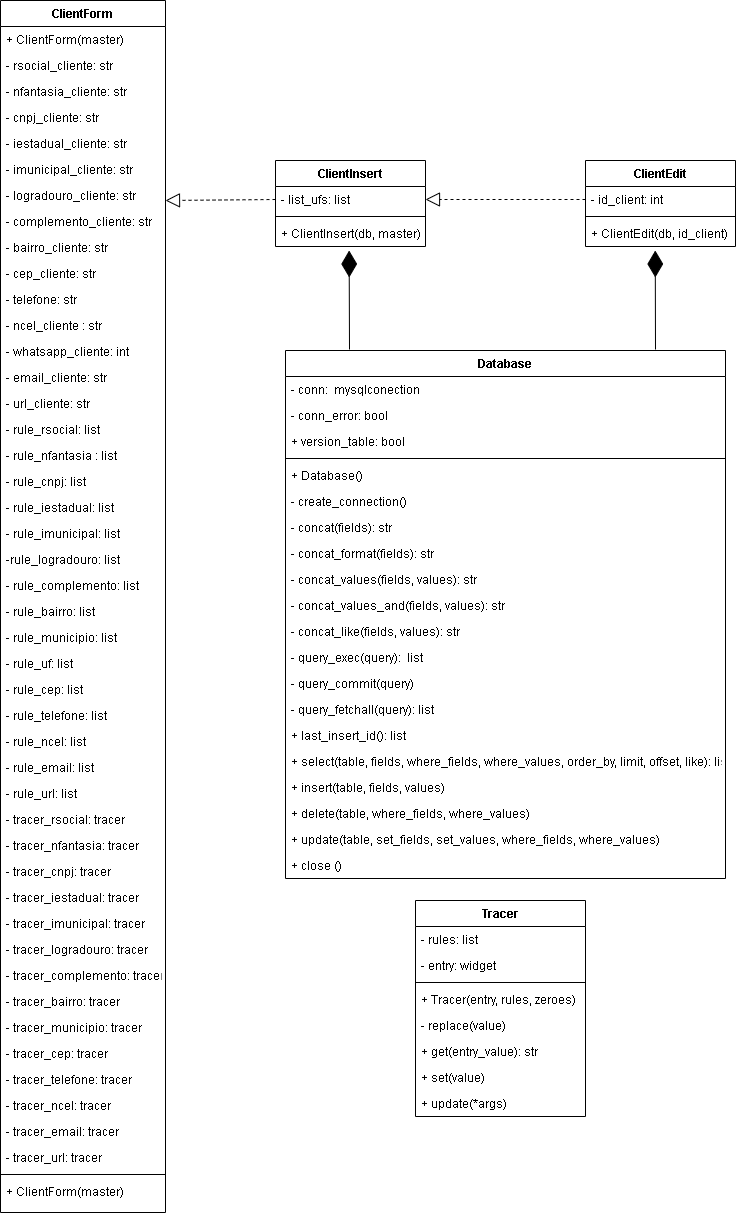 ClientForm
+ ClientForm(master)
- rsocial_cliente: str
- nfantasia_cliente: str
- cnpj_cliente: str
- iestadual_cliente: str
- imunicipal_cliente: str
- logradouro_cliente: str
- complemento_cliente: str
- bairro_cliente: str
- cep_cliente: str
- telefone: str
- ncel_cliente : str
- whatsapp_cliente: int
- email_cliente: str
- url_cliente: str
- rule_rsocial: list
- rule_nfantasia : list
- rule_cnpj: list
- rule_iestadual: list
- rule_imunicipal: list
-rule_logradouro: list
- rule_complemento: list
- rule_bairro: list
- rule_municipio: list
- rule_uf: list
- rule_cep: list
- rule_telefone: list
- rule_ncel: list
- rule_email: list
- rule_url: list
- tracer_rsocial: tracer
- tracer_nfantasia: tracer
- tracer_cnpj: tracer
- tracer_iestadual: tracer
- tracer_imunicipal: tracer
- tracer_logradouro: tracer
- tracer_complemento: tracer
- tracer_bairro: tracer
- tracer_municipio: tracer
- tracer_cep: tracer
- tracer_telefone: tracer
- tracer_ncel: tracer
- tracer_email: tracer
- tracer_url: tracer
+ ClientForm(master)
ClientInsert
- list_ufs: list
+ ClientInsert(db, master)
ClientEdit
- id_client: int
+ ClientEdit(db, id_client)
Database
- conn:  mysqlconection
- conn_error: bool
+ version_table: bool
+ Database()
- create_connection()
- concat(fields): str
- concat_format(fields): str
- concat_values(fields, values): str
- concat_values_and(fields, values): str
- concat_like(fields, values): str
- query_exec(query):  list
- query_commit(query)
- query_fetchall(query): list
+ last_insert_id(): list
+ select(table, fields, where_fields, where_values, order_by, limit, offset, like): li
+ insert(table, fields, values)
+ delete(table, where_fields, where_values)
+ update(table, set_fields, set_values, where_fields, where_values)
+ close ()
Tracer
- rules: list
- entry: widget
+ Tracer(entry, rules, zeroes)
- replace(value)
+ get(entry_value): str
+ set(value)
+ update(*args)